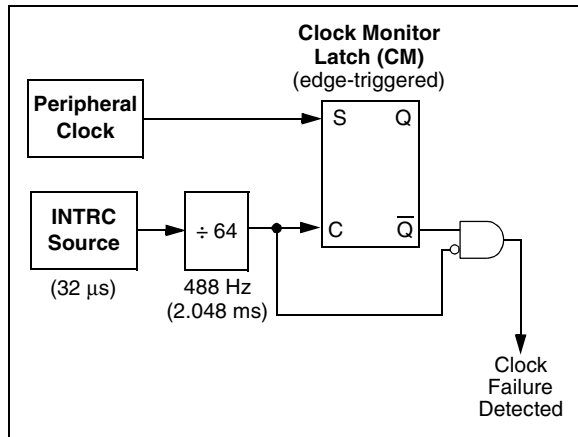 Clock Monitor
Latch (CM)
(edge-triggered)
Peripheral
Clock
S Q
INTRC
Source
÷ 64
C Q̅
(32 μs)
488 Hz
(2.048 ms)
Clock
Failure
Detected